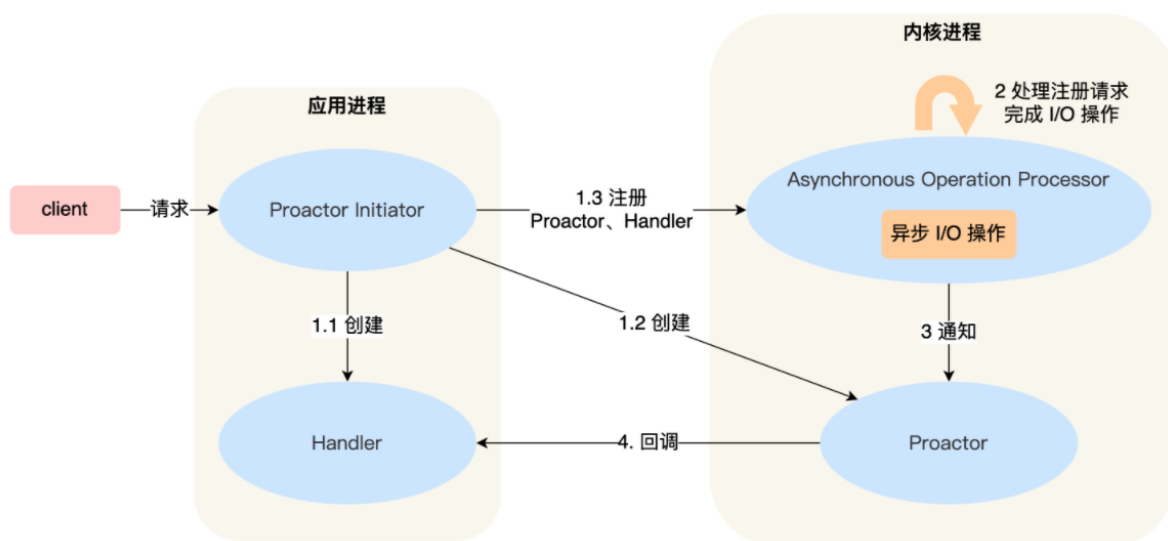 内核进程
2 处理注册请求
完成 I/O 操作
应用进程
Asynchronous Operation Processor
client
请求
Proactor Initiator
1.3 注册
Proactor、Handler
异步 I/O 操作
1.1 创建
1.2 创建
3 通知
Handler
4. 回调
Proactor